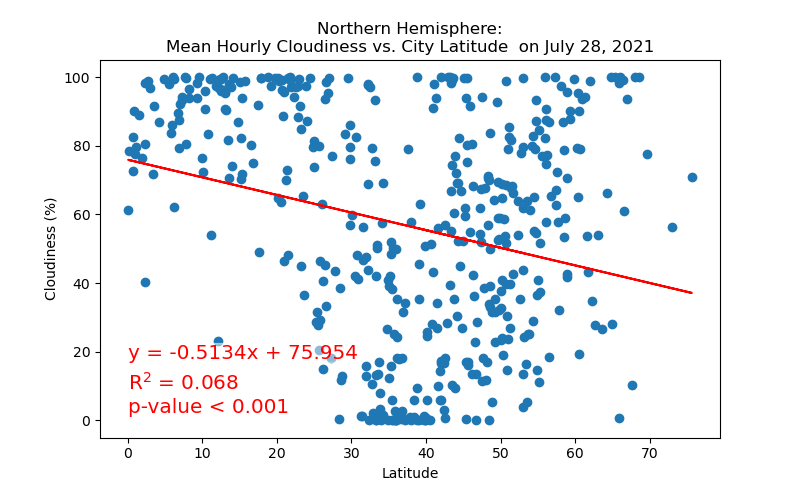 Northern Hemisphere:
Mean Hourly Cloudiness vs. City Latitude on July 28, 2021
100
80
60
40
20
0
Cloudiness (%)
y = -0.5134x + 75.954
R² = 0.068
p-value < 0.001
0 10 20 30 40 50 60 70
Latitude